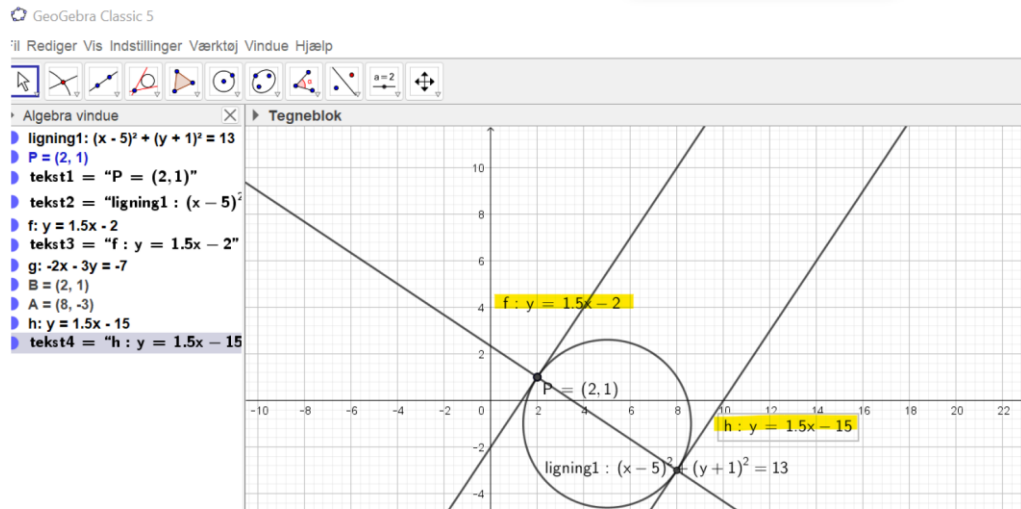 GeoGebra Classic 5
Fil Rediger Vis Indstillinger Værktøj Vindue Hjælp
a=2
Algebra vindue
Tegneblok
ligning1: (x - 5)² + (y + 1)² = 13
P = (2, 1)
tekst1 = “P = (2,1)”
tekst2 = “ligning1 : (x − 5)²
f: y = 1.5x - 2
tekst3 = “f : y = 1.5x − 2”
g: -2x - 3y = -7
B = (2, 1)
A = (8, -3)
h: y = 1.5x - 15
tekst4 = “h : y = 1.5x − 15
10
8
6
4
f : y = 1.5x − 2
2
P = (2,1)
-10 -8 -6 -4 -2 0 2 4 6 8 10 12 14 16 18 20 22
h : y = 1.5x − 15
-2
ligning1 : (x − 5)² + (y + 1)² = 13
-4